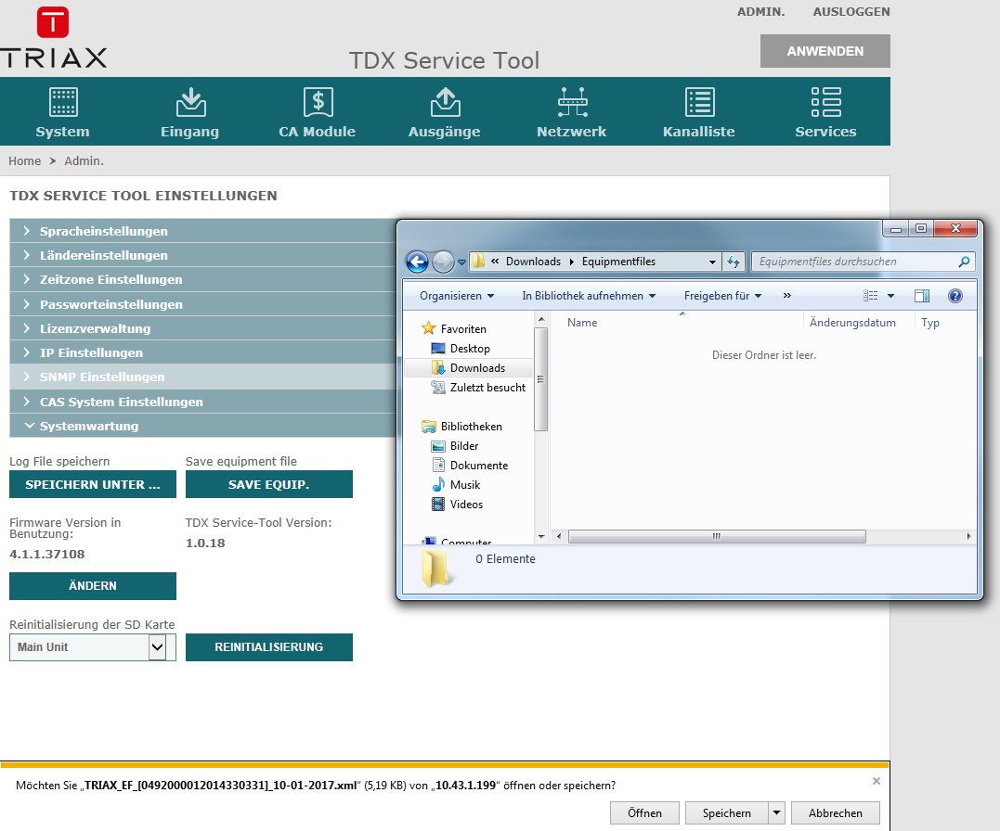 ADMIN. AUSLOGGEN
T
TRIAX
TDX Service Tool
ANWENDEN
System Eingang CA Module Ausgänge Netzwerk Kanalliste Services
Home > Admin.
TDX SERVICE TOOL EINSTELLUNGEN
Spracheinstellungen
Ländereinstellungen
Zeitzone Einstellungen
Passworteinstellungen
Lizenzverwaltung
IP Einstellungen
SNMP Einstellungen
CAS System Einstellungen
Systemwartung
Log File speichern Save equipment file
SPEICHERN UNTER ... SAVE EQUIP.
Firmware Version in
Benutzung:
4.1.1.37108
TDX Service-Tool Version:
1.0.18
ÄNDERN
Reinitialisierung der SD Karte
Main Unit REINITIALISIERUNG
« Downloads Equipmentfiles
Equipmentfiles durchsuchen
Organisieren In Bibliothek aufnehmen Freigeben für »
Favoriten
Desktop
Downloads
Zuletzt besucht
Bibliotheken
Bilder
Dokumente
Musik
Videos
Computer
Name Änderungsdatum Typ
Dieser Ordner ist leer.
0 Elemente
Möchten Sie „TRIAX_EF_[0492000012014330331]_10-01-2017.xml“ (5,19 KB) von „10.43.1.199“ öffnen oder speichern?
Öffnen Speichern Abbrechen